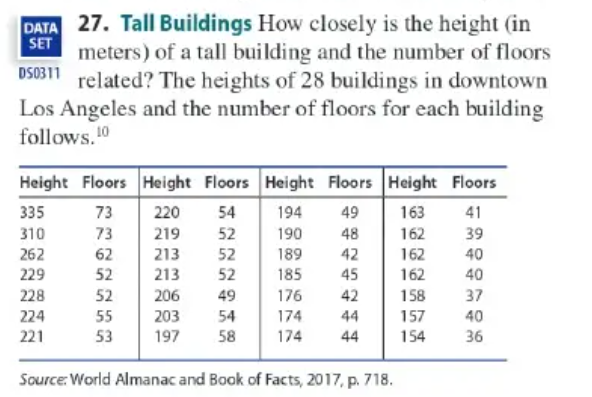 DATA
SET
DS0311
27. Tall Buildings How closely is the height (in
meters) of a tall building and the number of floors
related? The heights of 28 buildings in downtown
Los Angeles and the number of floors for each building
follows.10
Height Floors Height Floors Height Floors Height Floors
335 73 220 54 194 49 163 41
310 73 219 52 190 48 162 39
262 62 213 52 189 42 162 40
229 52 213 52 185 45 162 40
228 52 206 49 176 42 158 37
224 55 203 54 174 44 157 40
221 53 197 58 174 44 154 36
Source: World Almanac and Book of Facts, 2017, p. 718.